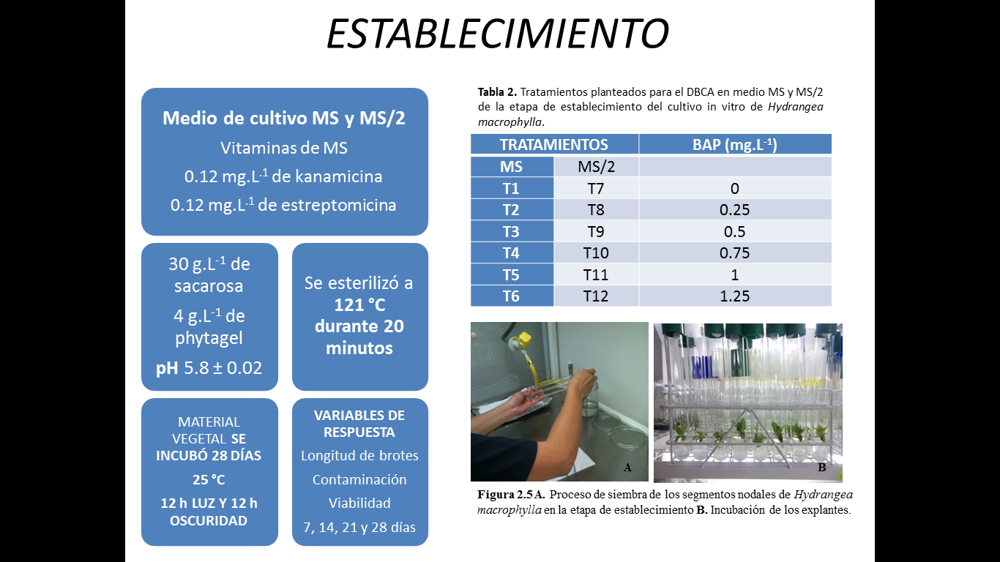 ESTABLECIMIENTO
Medio de cultivo MS y MS/2
Vitaminas de MS
0.12 mg.L.¹ de kanamicina
0.12 mg.L.¹ de estreptomicina
30 g.L⁻¹ de
sacarosa
4 g.L⁻¹ de
phytagel
pH 5.8 ± 0.02
Se esterilizó a
121 °C
durante 20
minutos
MATERIAL
VEGETAL SE
INCUBÓ 28 DÍAS
25 °C
12 h LUZ Y 12 h
OSCURIDAD
VARIABLES DE
RESPUESTA
Longitud de brotes
Contaminación
Viabilidad
7, 14, 21 y 28 días
Tabla 2. Tratamientos planteados para el DBCA en medio MS y MS/2
de la etapa de establecimiento del cultivo in vitro de Hydrangea
macrophylla.
TRATAMIENTOS BAP (mg.L⁻¹)
MS MS/2
T1 T7 0
T2 T8 0.25
T3 T9 0.5
T4 T10 0.75
T5 T11 1
T6 T12 1.25
A
B
Figura 2.5 A. Proceso de siembra de los segmentos nodales de Hydrangea
macrophylla en la etapa de establecimiento B. Incubación de los explantes.